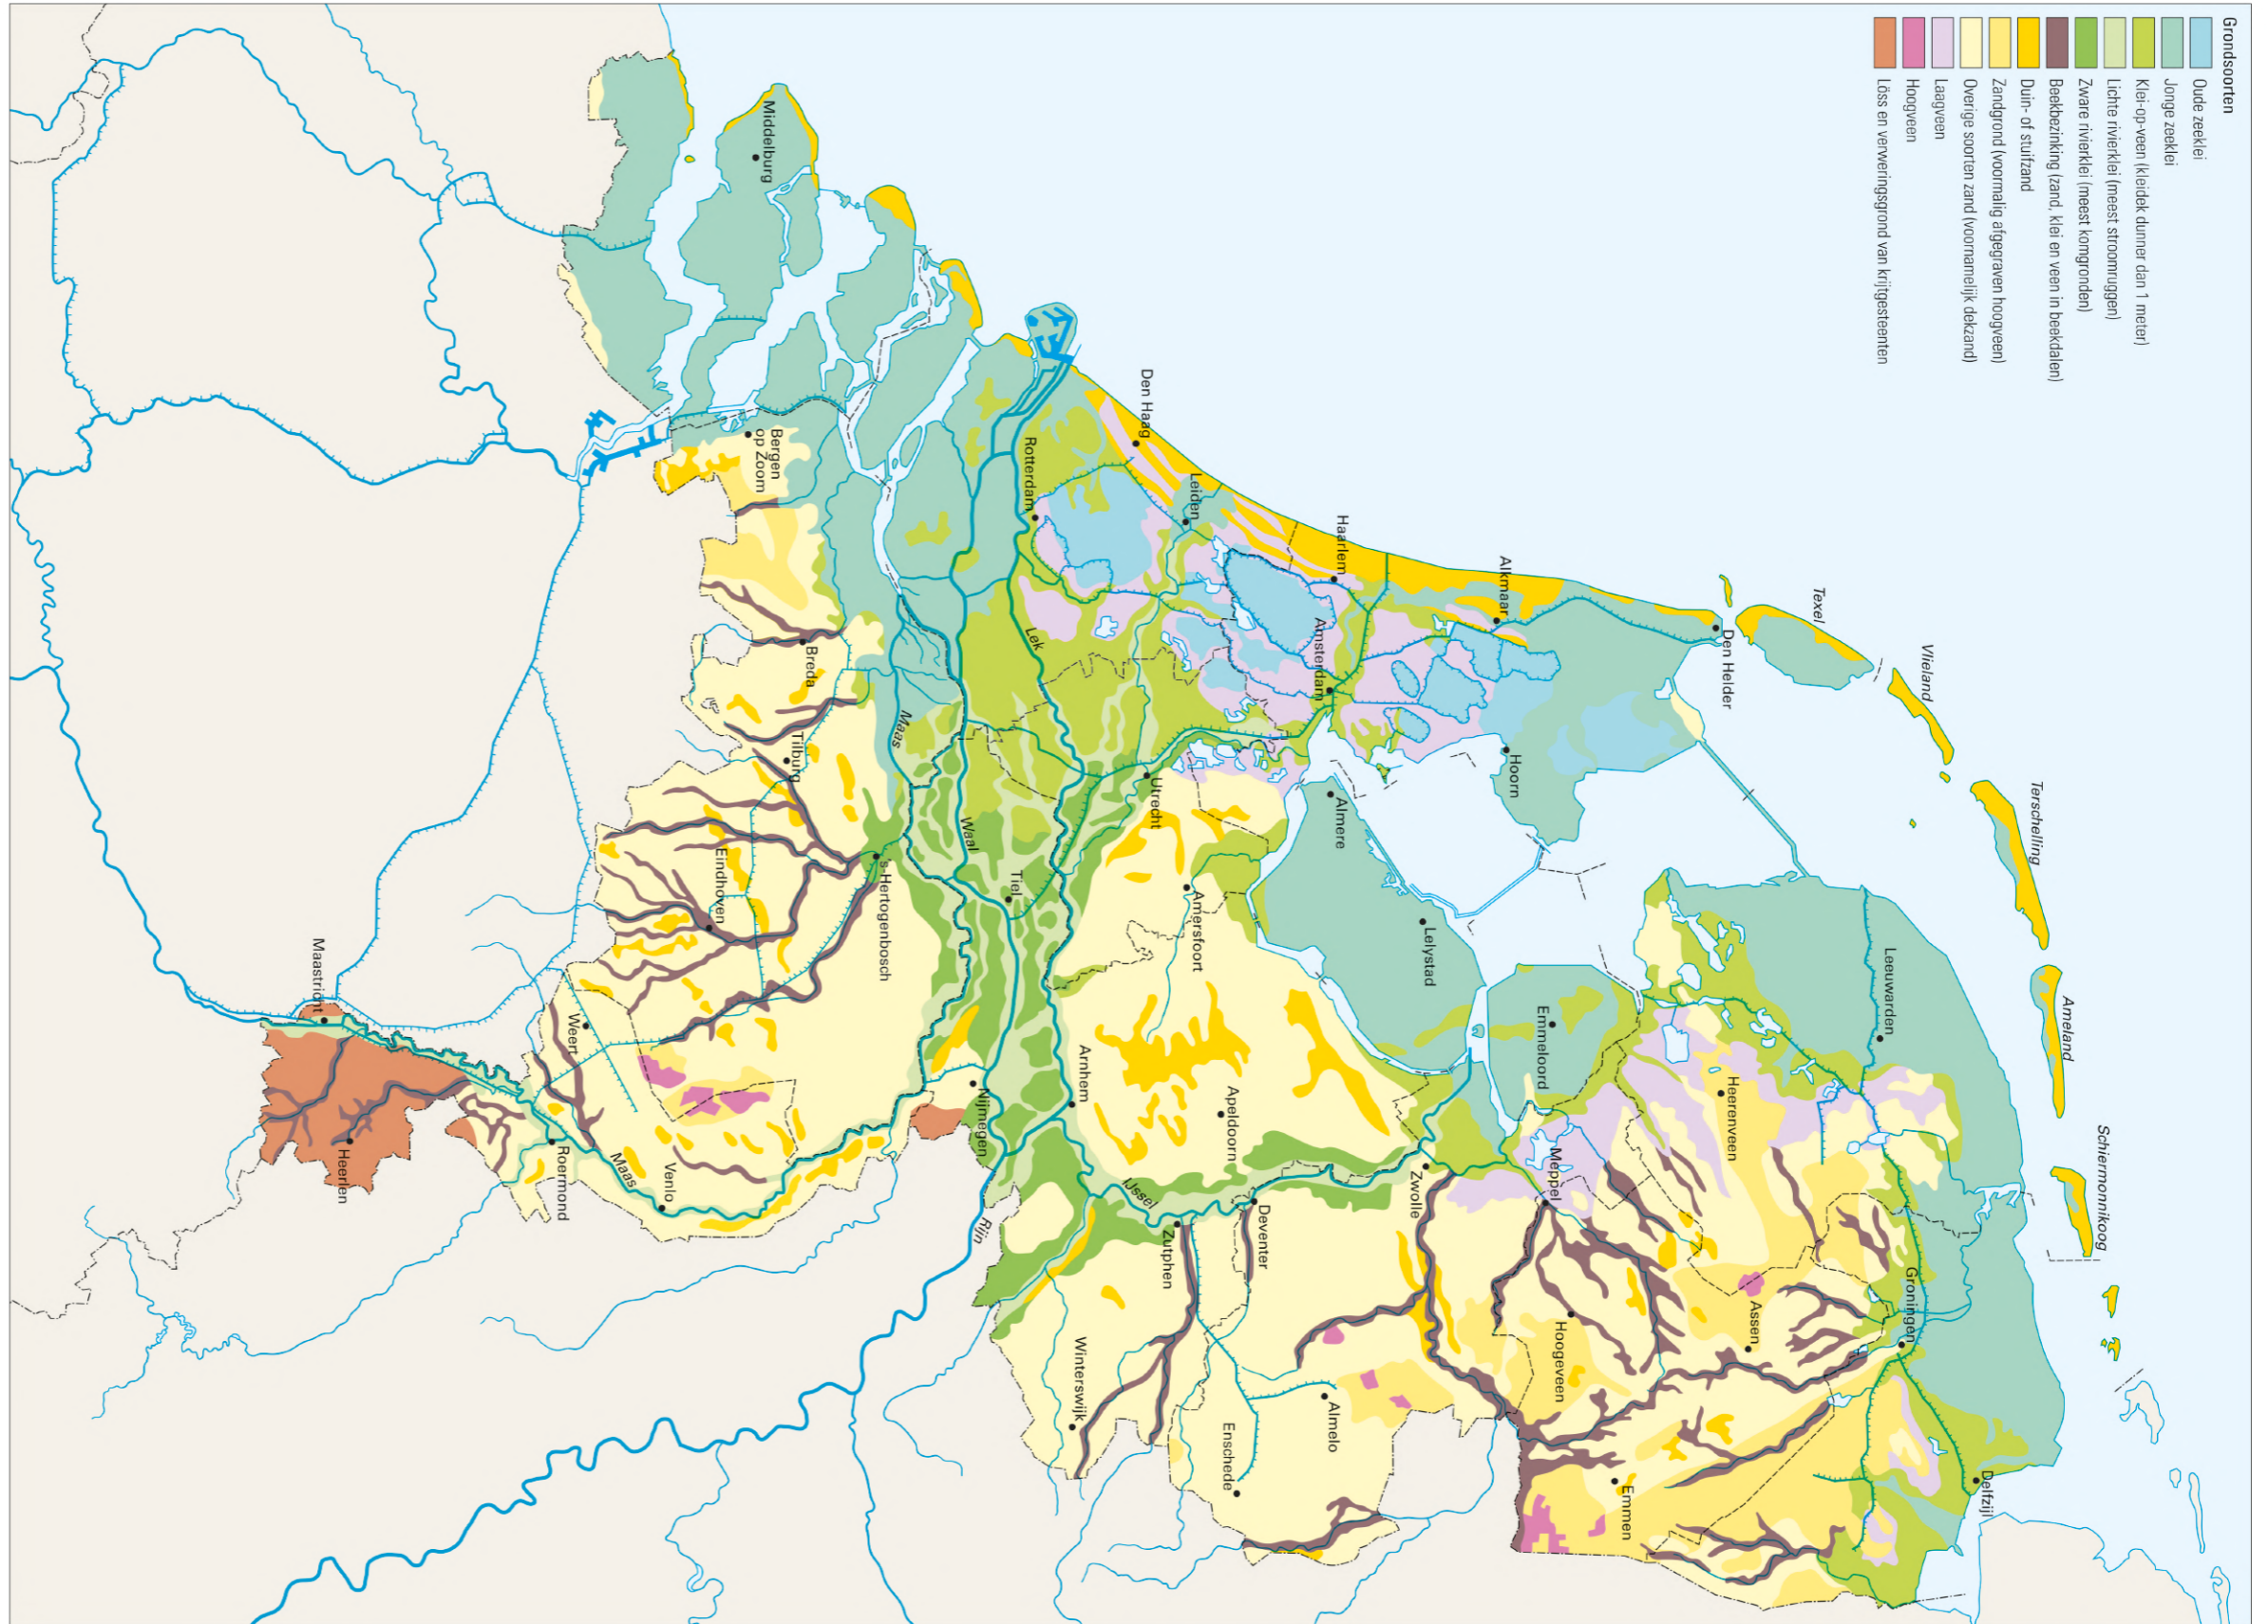 Grondsoorten
Oude zeeklei
Jonge zeeklei
Klei-op-veen (kleidek dunner dan 1 meter)
Lichte rivierklei (meest stroomruggen)
Zware rivierklei (meest komgronden)
Beekbezinking (zand, klei en veen in beekdalen)
Duin- of stuifzand
Zandgrond (voormalig afgegraven hoogveen)
Overige soorten zand (voornamelijk dekzand)
Laagveen
Hoogveen
Löss en verweringsgrond van krijtgesteenten
Schiermonnikoog
Ameland
Terschelling
Vlieland
Texel
Delfzijl
Groningen
Leeuwarden
Assen
Heerenveen
Den Helder
Emmen
Hoogeveen
Meppel
Emmeloord
Hoorn
Alkmaar
Zwolle
Lelystad
Almere
Haarlem
Amsterdam
Almelo
Enschede
Deventer
Apeldoorn
Amersfoort
Leiden
Den Haag
Utrecht
Zutphen
IJssel
Winterswijk
Arnhem
Rotterdam
Lek
Tiel
Waal
Nijmegen
Rijn
Maas
's-Hertogenbosch
Breda
Tilburg
Bergen
op Zoom
Middelburg
Eindhoven
Venlo
Maas
Weert
Roermond
Maastricht
Heerlen